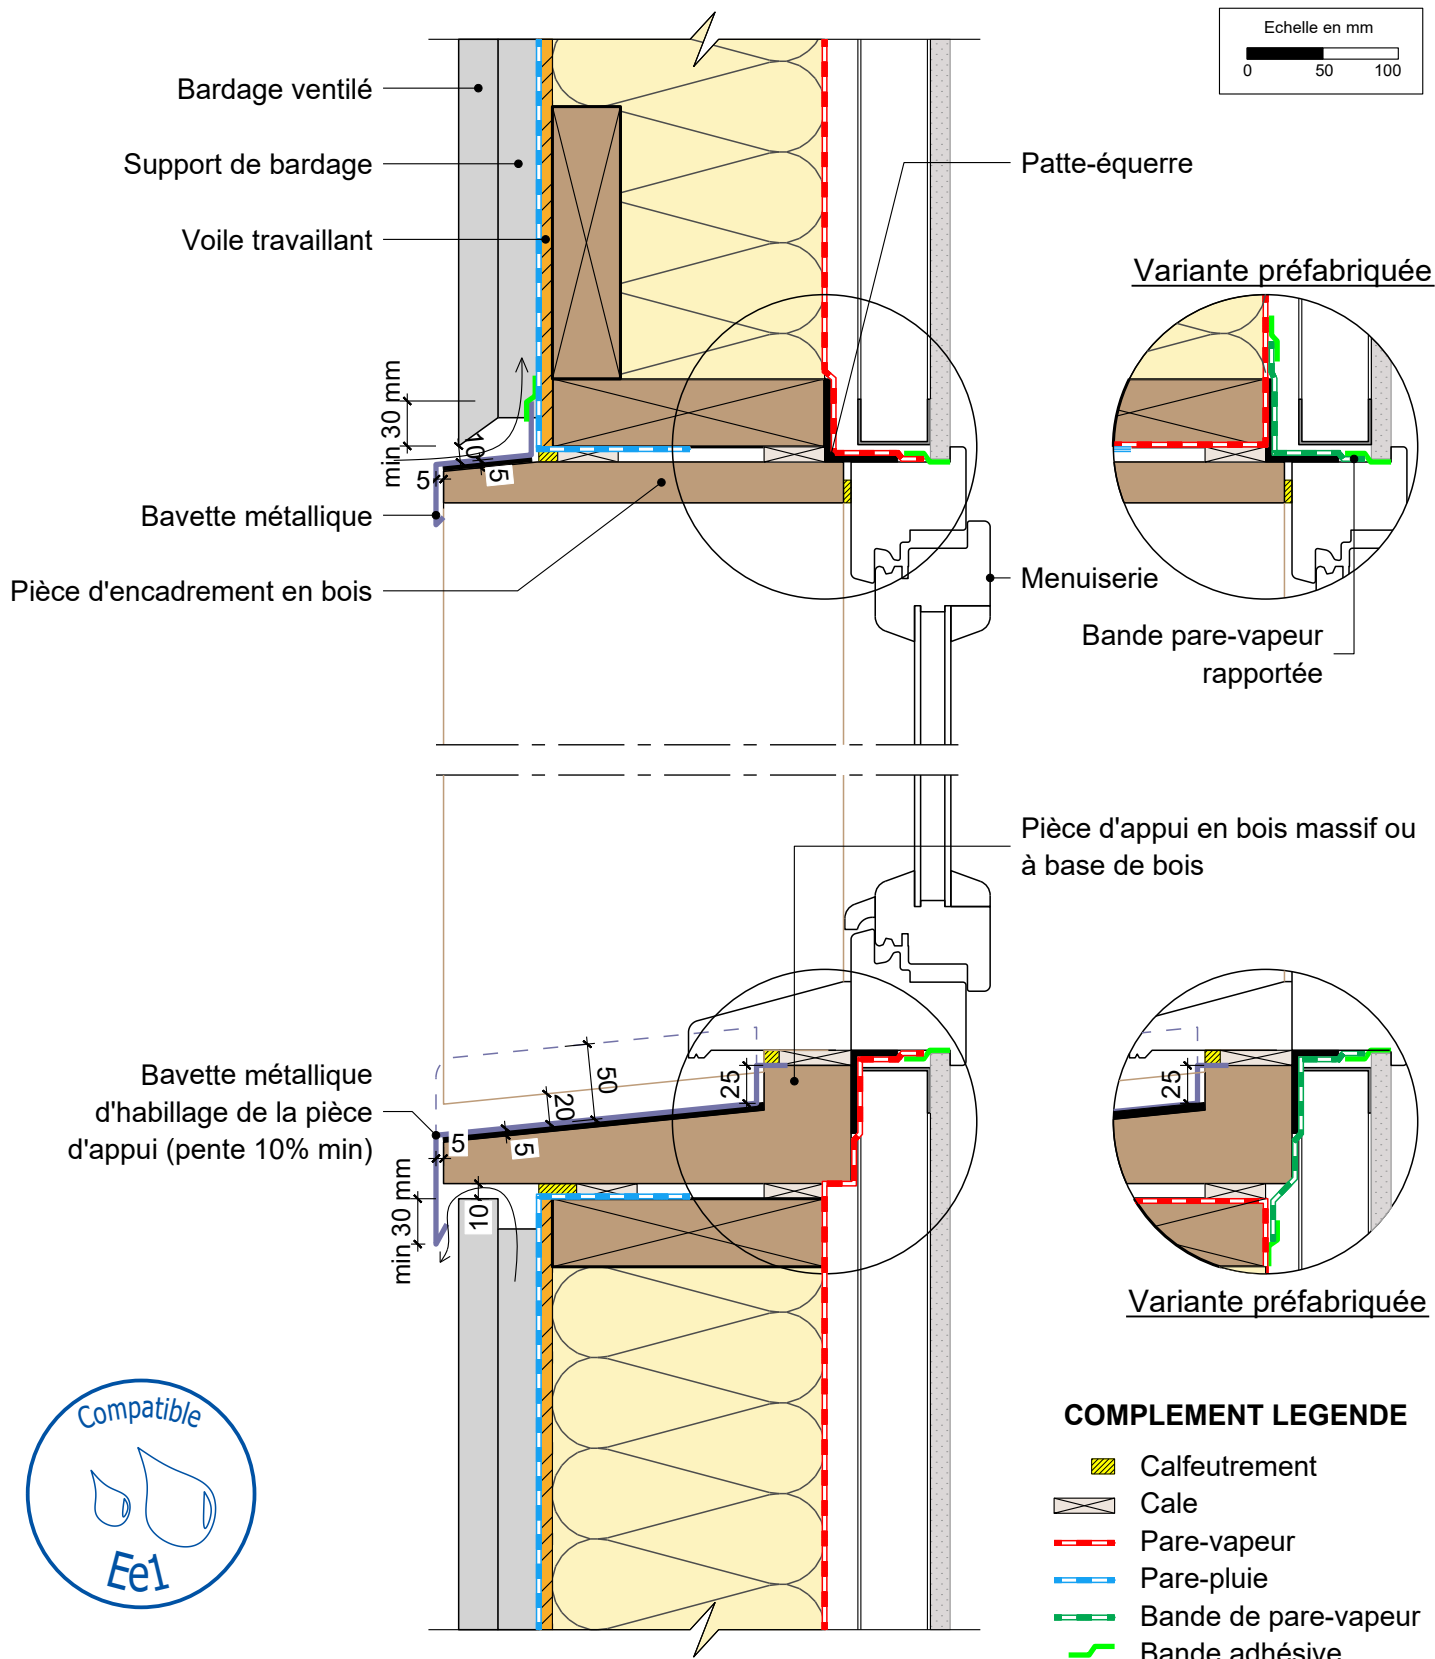 Echelle en mm
0 50 100
Bardage ventilé
Support de bardage
Voile travaillant
Patte-équerre
Variante préfabriquée
min 30 mm
10
5
5
Bavette métallique
Pièce d'encadrement en bois
Menuiserie
Bande pare-vapeur
rapportée
Pièce d'appui en bois massif ou
à base de bois
Bavette métallique
d'habillage de la pièce
d'appui (pente 10% min)
50
20
25
5
5
10
min 30 mm
25
Variante préfabriquée
Compatible
Ee1
COMPLEMENT LEGENDE
Calfeutrement
Cale
Pare-vapeur
Pare-pluie
Bande de pare-vapeur
Bande adhésive